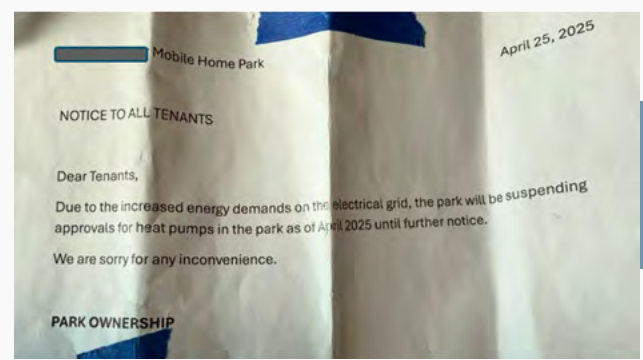 Mobile Home Park
April 25, 2025
NOTICE TO ALL TENANTS
Dear Tenants,
Due to the increased energy demands on the electrical grid, the park will be suspending
approvals for heat pumps in the park as of April 2025 until further notice.
We are sorry for any inconvenience.
PARK OWNERSHIP